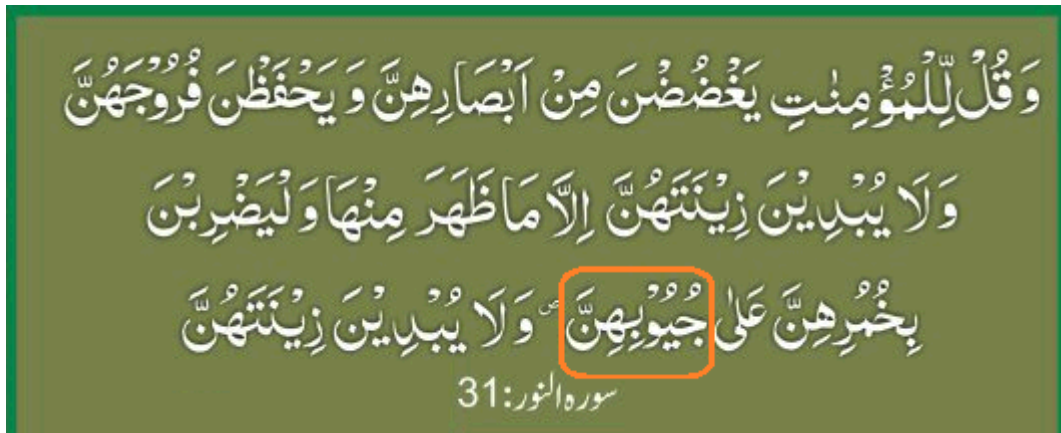 وَ قُلْ لِّلْمُؤْمِنٰتِ يَغْضُضْنَ مِنْ اَبْصَارِهِنَّ وَ يَحْفَظْنَ فُرُوْجَهُنَّ
وَلَا يُبْدِيْنَ زِيْنَتَهُنَّ اِلَّا مَا ظَهَرَ مِنْهَا وَ لْيَضْرِبْنَ
بِخُمُرِهِنَّ عَلٰى جُيُوْبِهِنَّ ۪ وَلَا يُبْدِيْنَ زِيْنَتَهُنَّ
سورہ النور:31